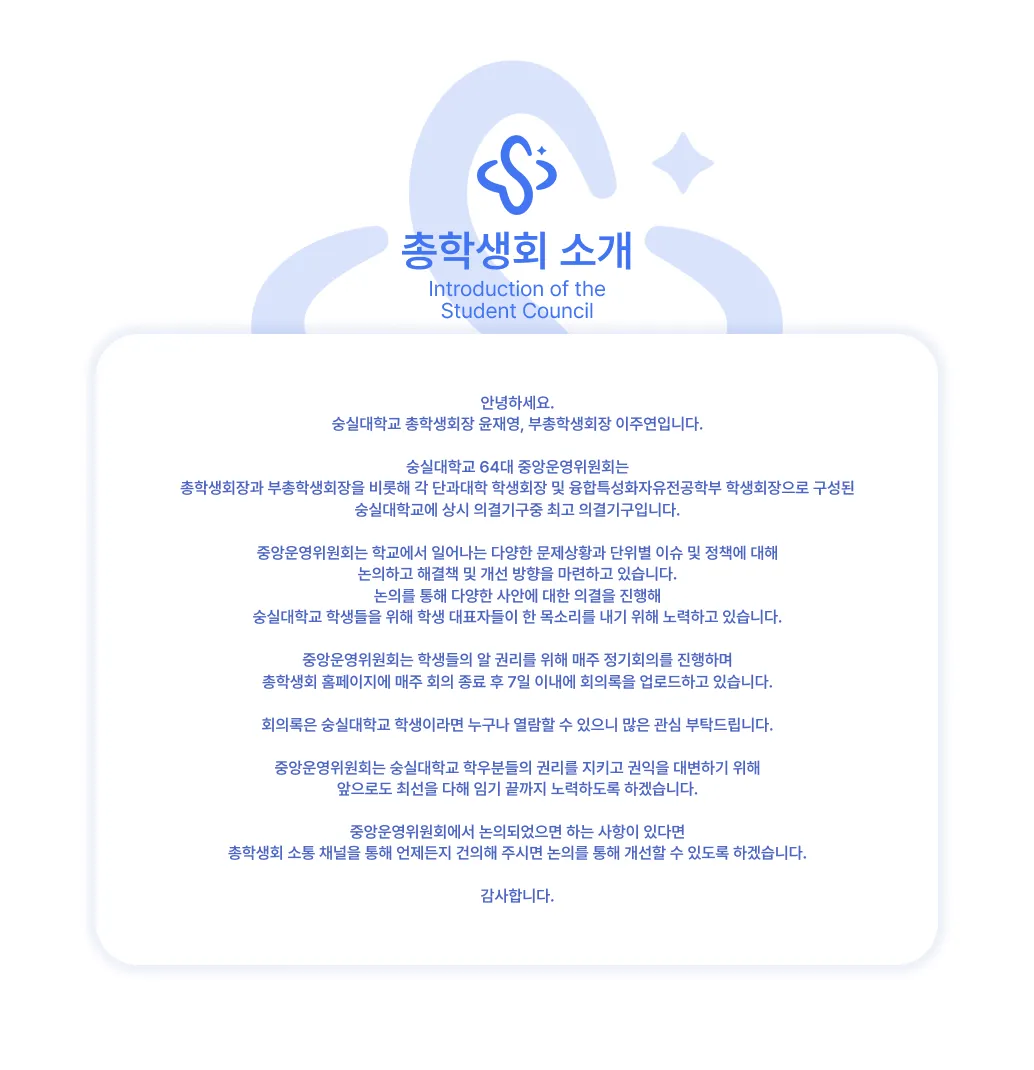 총학생회 소개
Introduction of the
Student Council
안녕하세요.
숭실대학교 총학생회장 윤재영, 부총학생회장 이주연입니다.
숭실대학교 64대 중앙운영위원회는
총학생회장과 부총학생회장을 비롯해 각 단과대학 학생회장 및 융합특성화자유전공학부 학생회장으로 구성된
숭실대학교에 상시 의결기구중 최고 의결기구입니다.
중앙운영위원회는 학교에서 일어나는 다양한 문제상황과 단위별 이슈 및 정책에 대해
논의하고 해결책 및 개선 방향을 마련하고 있습니다.
논의를 통해 다양한 사안에 대한 의결을 진행해
숭실대학교 학생들을 위해 학생 대표자들이 한 목소리를 내기 위해 노력하고 있습니다.
중앙운영위원회는 학생들의 알 권리를 위해 매주 정기회의를 진행하며
총학생회 홈페이지에 매주 회의 종료 후 7일 이내에 회의록을 업로드하고 있습니다.
회의록은 숭실대학교 학생이라면 누구나 열람할 수 있으니 많은 관심 부탁드립니다.
중앙운영위원회는 숭실대학교 학우분들의 권리를 지키고 권익을 대변하기 위해
앞으로도 최선을 다해 임기 끝까지 노력하도록 하겠습니다.
중앙운영위원회에서 논의되었으면 하는 사항이 있다면
총학생회 소통 채널을 통해 언제든지 건의해 주시면 논의를 통해 개선할 수 있도록 하겠습니다.
감사합니다.